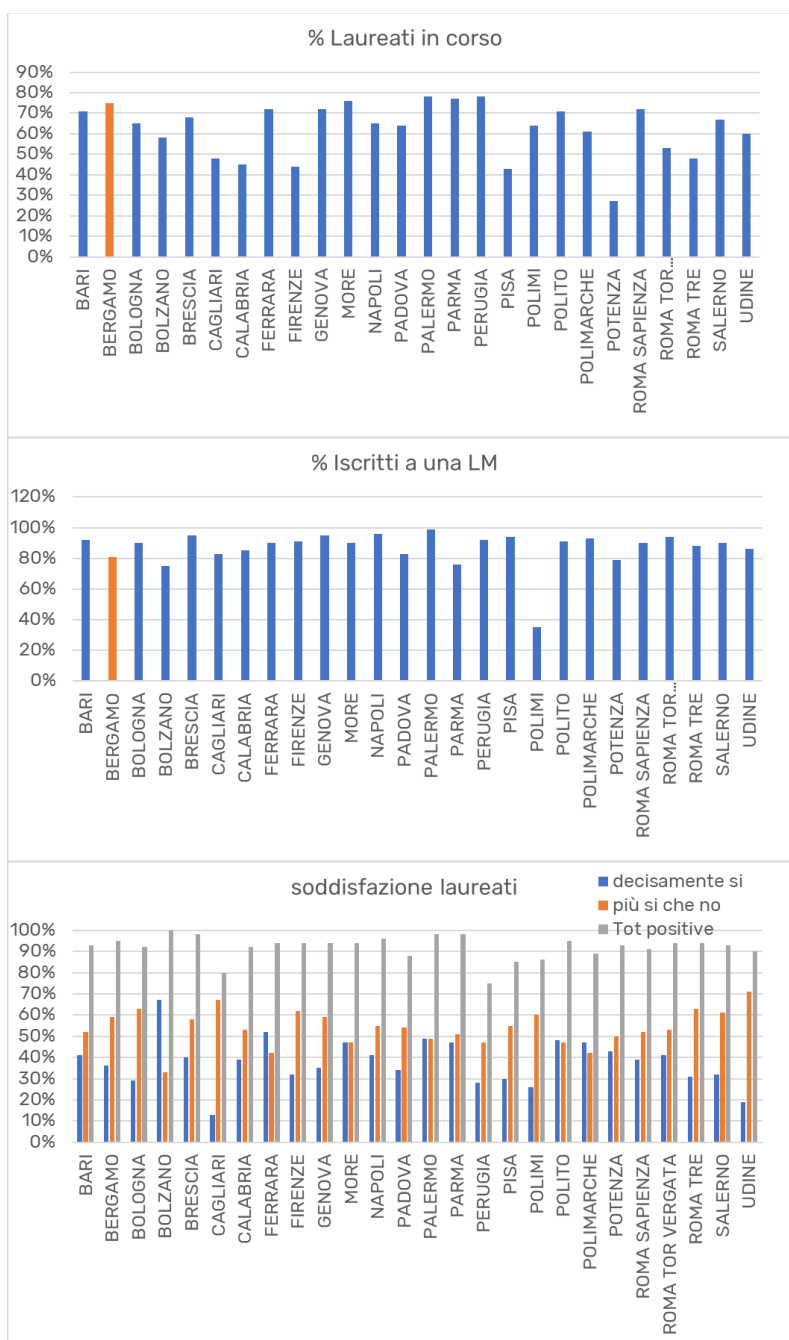 % Laureati in corso
90%
80%
70%
60%
50%
40%
30%
20%
10%
0%
BARI
BERGAMO
BOLOGNA
BOLZANO
BRESCIA
CAGLIARI
CALABRIA
FERRARA
FIRENZE
GENOVA
MORE
NAPOLI
PADOVA
PALERMO
PARMA
PERUGIA
PISA
POLIMI
POLITO
POLIMARCHE
POTENZA
ROMA SAPIENZA
ROMA TOR...
ROMA TRE
SALERNO
UDINE
% Iscritti a una LM
120%
100%
80%
60%
40%
20%
0%
BARI
BERGAMO
BOLOGNA
BOLZANO
BRESCIA
CAGLIARI
CALABRIA
FERRARA
FIRENZE
GENOVA
MORE
NAPOLI
PADOVA
PALERMO
PARMA
PERUGIA
PISA
POLIMI
POLITO
POLIMARCHE
POTENZA
ROMA SAPIENZA
ROMA TOR...
ROMA TRE
SALERNO
UDINE
soddisfazione laureati
decisamente si
più si che no
Tot positive
100%
90%
80%
70%
60%
50%
40%
30%
20%
10%
0%
BARI
BERGAMO
BOLOGNA
BOLZANO
BRESCIA
CAGLIARI
CALABRIA
FERRARA
FIRENZE
GENOVA
MORE
NAPOLI
PADOVA
PALERMO
PARMA
PERUGIA
PISA
POLIMI
POLITO
POLIMARCHE
POTENZA
ROMA SAPIENZA
ROMA TOR VERGATA
ROMA TRE
SALERNO
UDINE